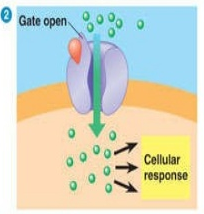 2
Gate open
Cellular
response